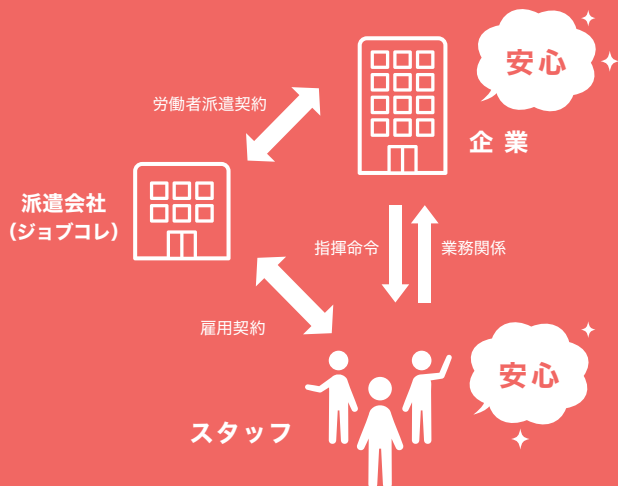 安心
労働者派遣契約
企業
派遣会社
(ジョブコレ)
指揮命令
業務関係
雇用契約
安心
スタッフ